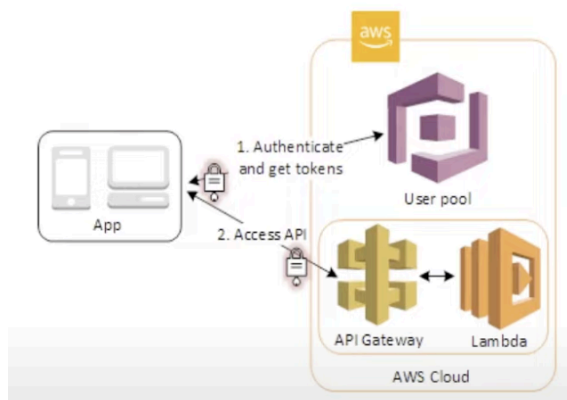 aws
1. Authenticate
and get tokens
User pool
App
2. Access API
API Gateway
Lambda
AWS Cloud